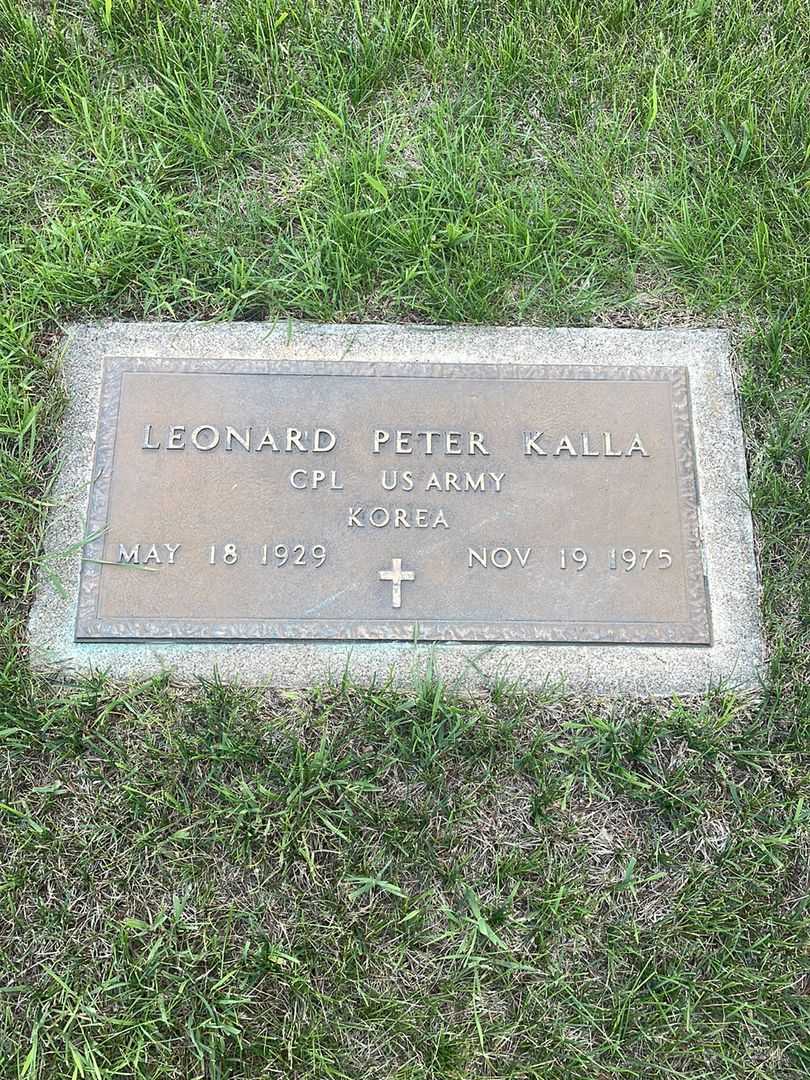 LEONARD PETER KALLA
CPL US ARMY
KOREA
MAY 18 1929 NOV 19 1975